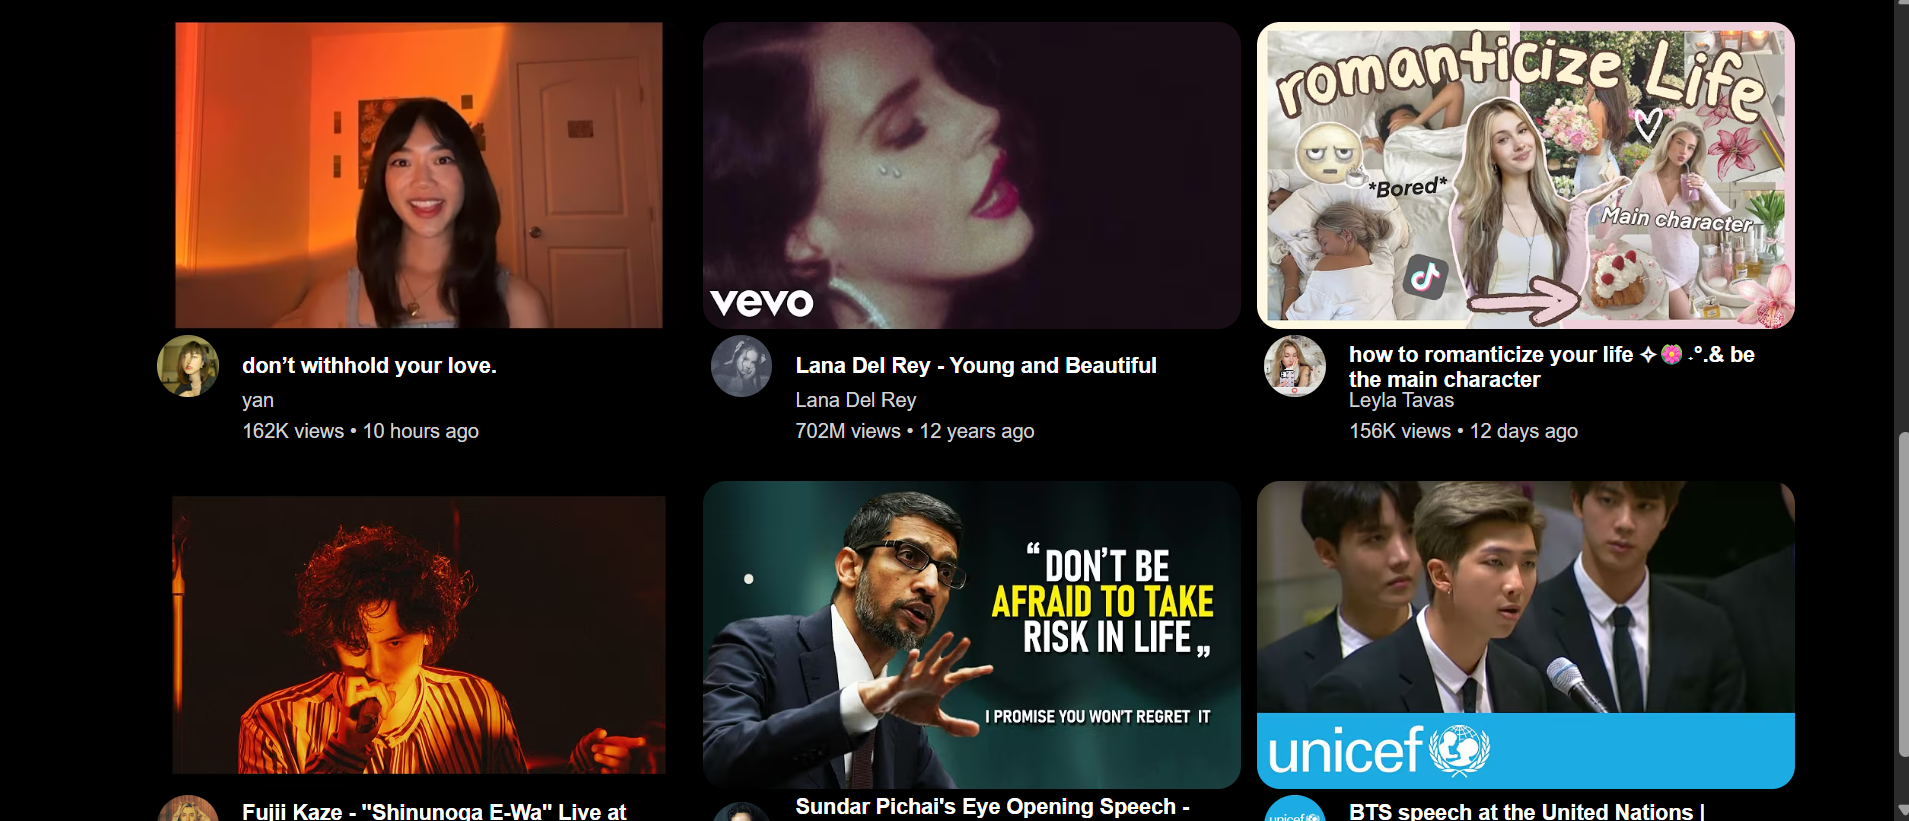 vevo
romanticize Life
*Bored*
Main character
don’t withhold your love.
yan
162K views • 10 hours ago
Lana Del Rey - Young and Beautiful
Lana Del Rey
702M views • 12 years ago
how to romanticize your life ✧🌸 ˖°.& be
the main character
Leyla Tavas
156K views • 12 days ago
“ DON’T BE
AFRAID TO TAKE
RISK IN LIFE „
I PROMISE YOU WON’T REGRET IT
unicef
Fujii Kaze - "Shinunoga E-Wa" Live at
Sundar Pichai's Eye Opening Speech -
unicef
BTS speech at the United Nations |